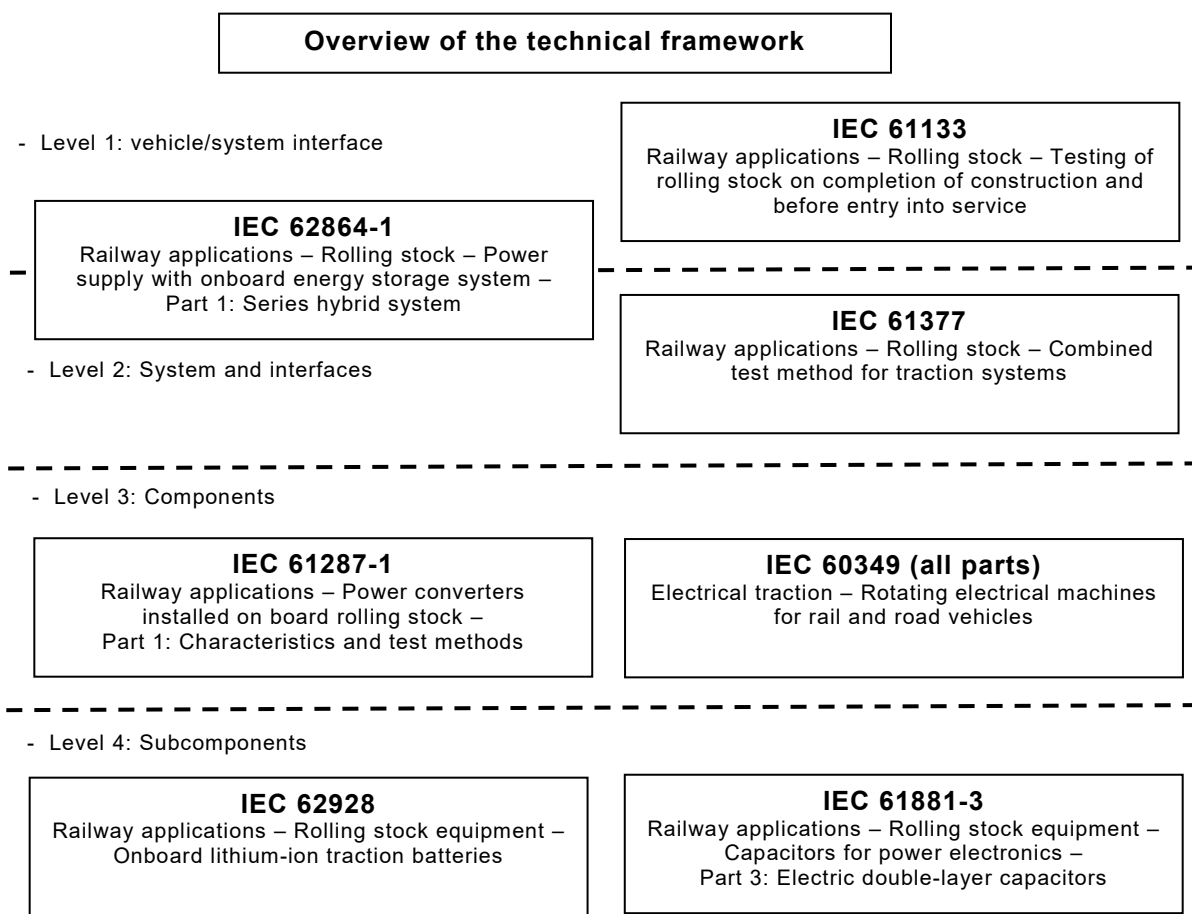 Overview of the technical framework
- Level 1: vehicle/system interface
IEC 61133
Railway applications – Rolling stock – Testing of
rolling stock on completion of construction and
before entry into service
IEC 62864-1
Railway applications – Rolling stock – Power
supply with onboard energy storage system –
Part 1: Series hybrid system
IEC 61377
Railway applications – Rolling stock – Combined
test method for traction systems
- Level 2: System and interfaces
- Level 3: Components
IEC 61287-1
Railway applications – Power converters
installed on board rolling stock –
Part 1: Characteristics and test methods
IEC 60349 (all parts)
Electrical traction – Rotating electrical machines
for rail and road vehicles
- Level 4: Subcomponents
IEC 62928
Railway applications – Rolling stock equipment –
Onboard lithium-ion traction batteries
IEC 61881-3
Railway applications – Rolling stock equipment –
Capacitors for power electronics –
Part 3: Electric double-layer capacitors